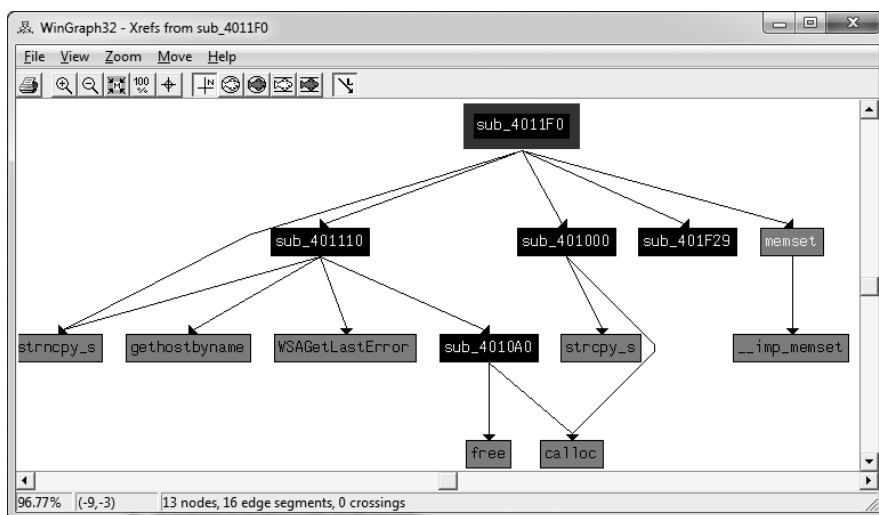 WinGraph32 - Xrefs from sub_4011F0
File View Zoom Move Help
100
%
N
sub_4011F0
sub_401110 sub_401000 sub_401F29 memset
strncpy_s gethostbyname WSAGetLastError sub_4010A0 strcpy_s __imp_memset
free calloc
96.77% (-9,-3) 13 nodes, 16 edge segments, 0 crossings